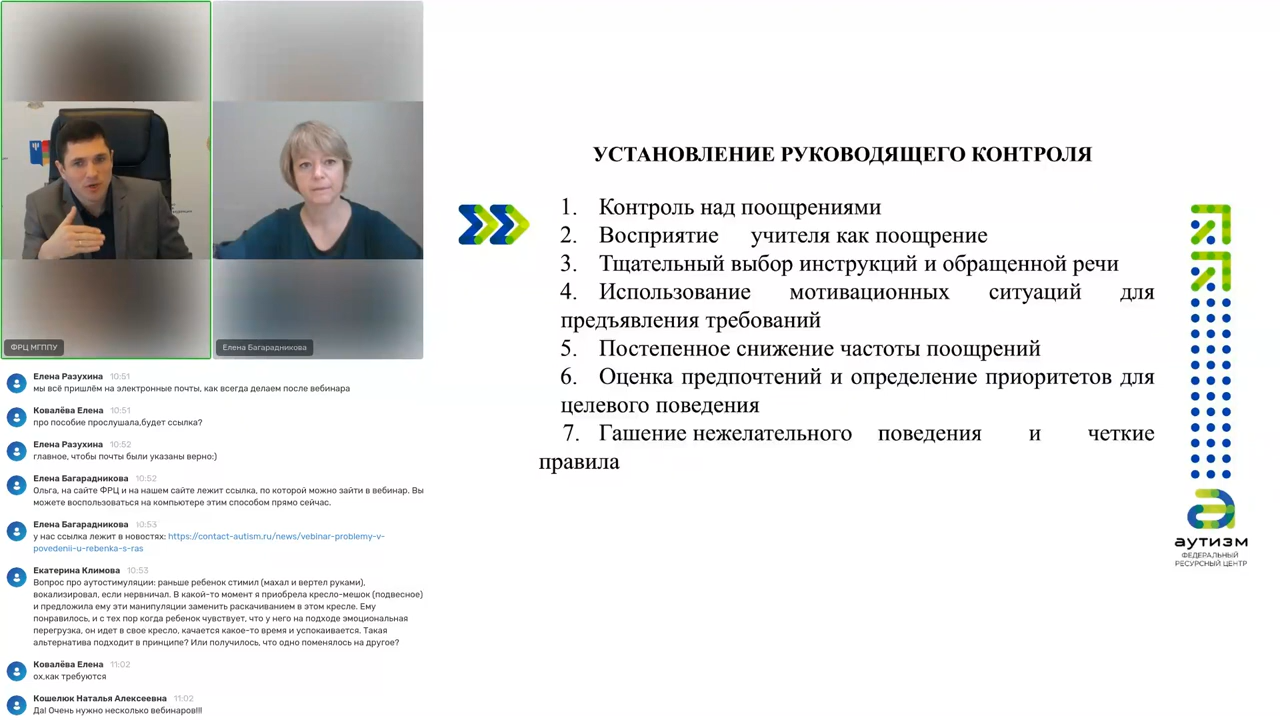 ФРЦ МГППУ
Елена Багарадникова
Елена Разухина 10:51
мы всё пришлём на электронные почты, как всегда делаем после вебинара
Ковалёва Елена 10:51
про пособие прослушала,будет ссылка?
Елена Разухина 10:52
главное, чтобы почты были указаны верно:)
Елена Багарадникова 10:52
Ольга, на сайте ФРЦ и на нашем сайте лежит ссылка, по которой можно зайти в вебинар. Вы
можете воспользоваться на компьютере этим способом прямо сейчас.
Елена Багарадникова 10:53
у нас ссылка лежит в новостях: https://contact-autism.ru/news/vebinar-problemy-v-
povedenii-u-rebenka-s-ras
Екатерина Климова 10:53
Вопрос про аутостимуляции: раньше ребенок стимил (махал и вертел руками),
вокализировал, если нервничал. В какой-то момент я приобрела кресло-мешок (подвесное)
и предложила ему эти манипуляции заменить раскачиванием в этом кресле. Ему
понравилось, и с тех пор когда ребенок чувствует, что у него на подходе эмоциональная
перегрузка, он идет в свое кресло, качается какое-то время и успокаивается. Такая
альтернатива подходит в принципе? Или получилось, что одно поменялось на другое?
Ковалёва Елена 11:02
ох,как требуются
Кошелюк Наталья Алексеевна 11:02
Да! Очень нужно несколько вебинаров!!!
УСТАНОВЛЕНИЕ РУКОВОДЯЩЕГО КОНТРОЛЯ
1. Контроль над поощрениями
2. Восприятие учителя как поощрение
3. Тщательный выбор инструкций и обращенной речи
4. Использование мотивационных ситуаций для
предъявления требований
5. Постепенное снижение частоты поощрений
6. Оценка предпочтений и определение приоритетов для
целевого поведения
7. Гашение нежелательного поведения и четкие
правила
аутизм
ФЕДЕРАЛЬНЫЙ
РЕСУРСНЫЙ ЦЕНТР